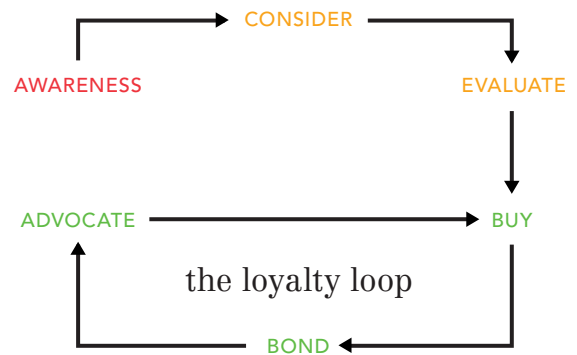 CONSIDER
AWARENESS
EVALUATE
ADVOCATE
BUY
the loyalty loop
BOND